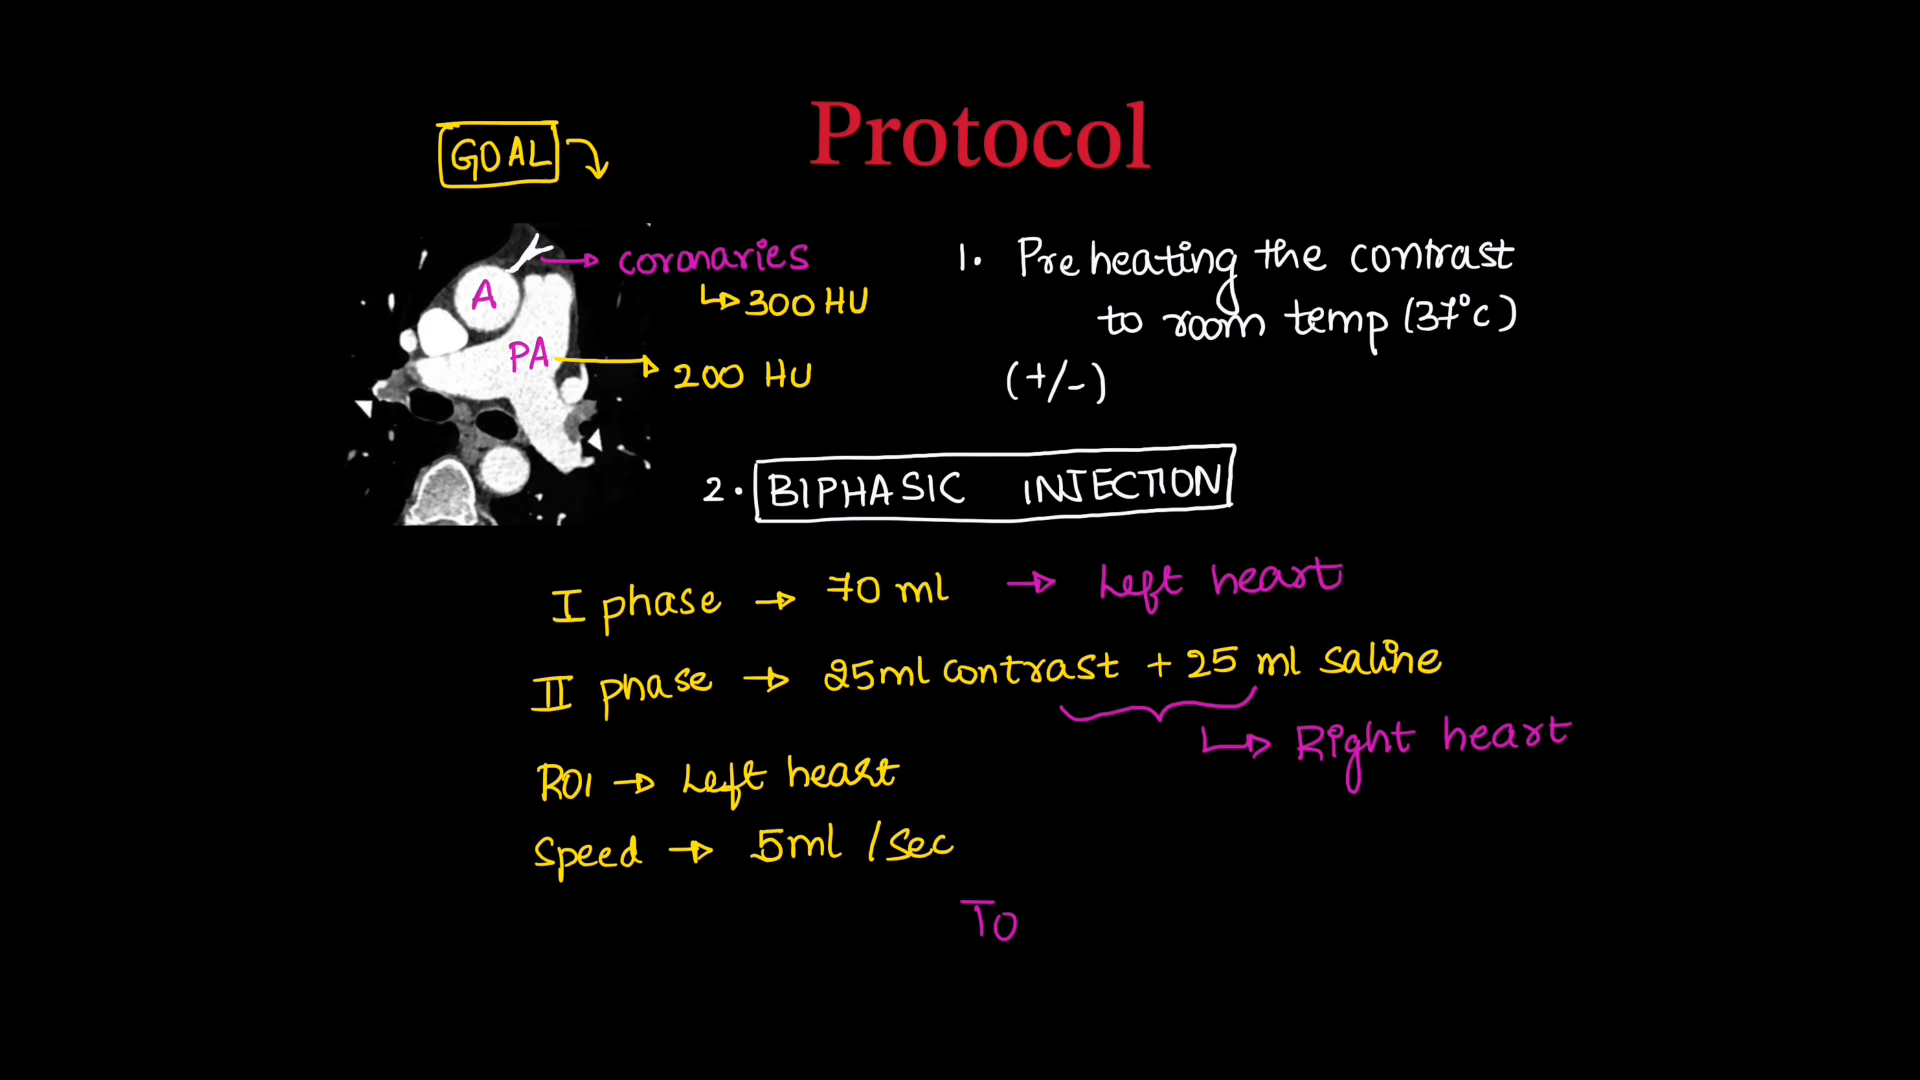 Protocol
GOAL
coronaries
300 HU
A
PA
200 HU
1. Pre heating the contrast
to room temp (37°c)
(+/-)
2. BIPHASIC INJECTION
I phase → 70 ml → Left heart
II phase → 25ml contrast + 25 ml saline
Right heart
ROI → Left heart
Speed → 5ml /sec
To